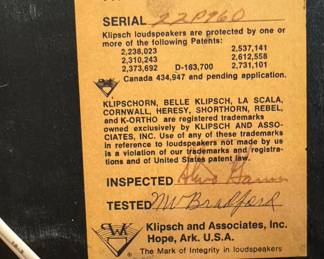 SERIAL 22P960
Klipsch loudspeakers are protected by one or
more of the following Patents:
2,238,023 2,537,141
2,310,243 2,612,558
2,373,692 D-163,700 2,731,101
Canada 434,947 and pending application.
KLIPSCHORN, BELLE KLIPSCH, LA SCALA,
CORNWALL, HERESY, SHORTHORN, REBEL,
and K-ORTHO are registered trademarks
owned exclusively by KLIPSCH AND ASSO-
CIATES, INC. Use of any of these trademarks
in reference to loudspeakers not made by us
is a violation of our trademarks and registra-
tions and of United States patent law.
INSPECTED
TESTED NW Bradford
Klipsch and Associates, Inc.
Hope, Ark. U.S.A.
The Mark of Integrity in loudspeakers